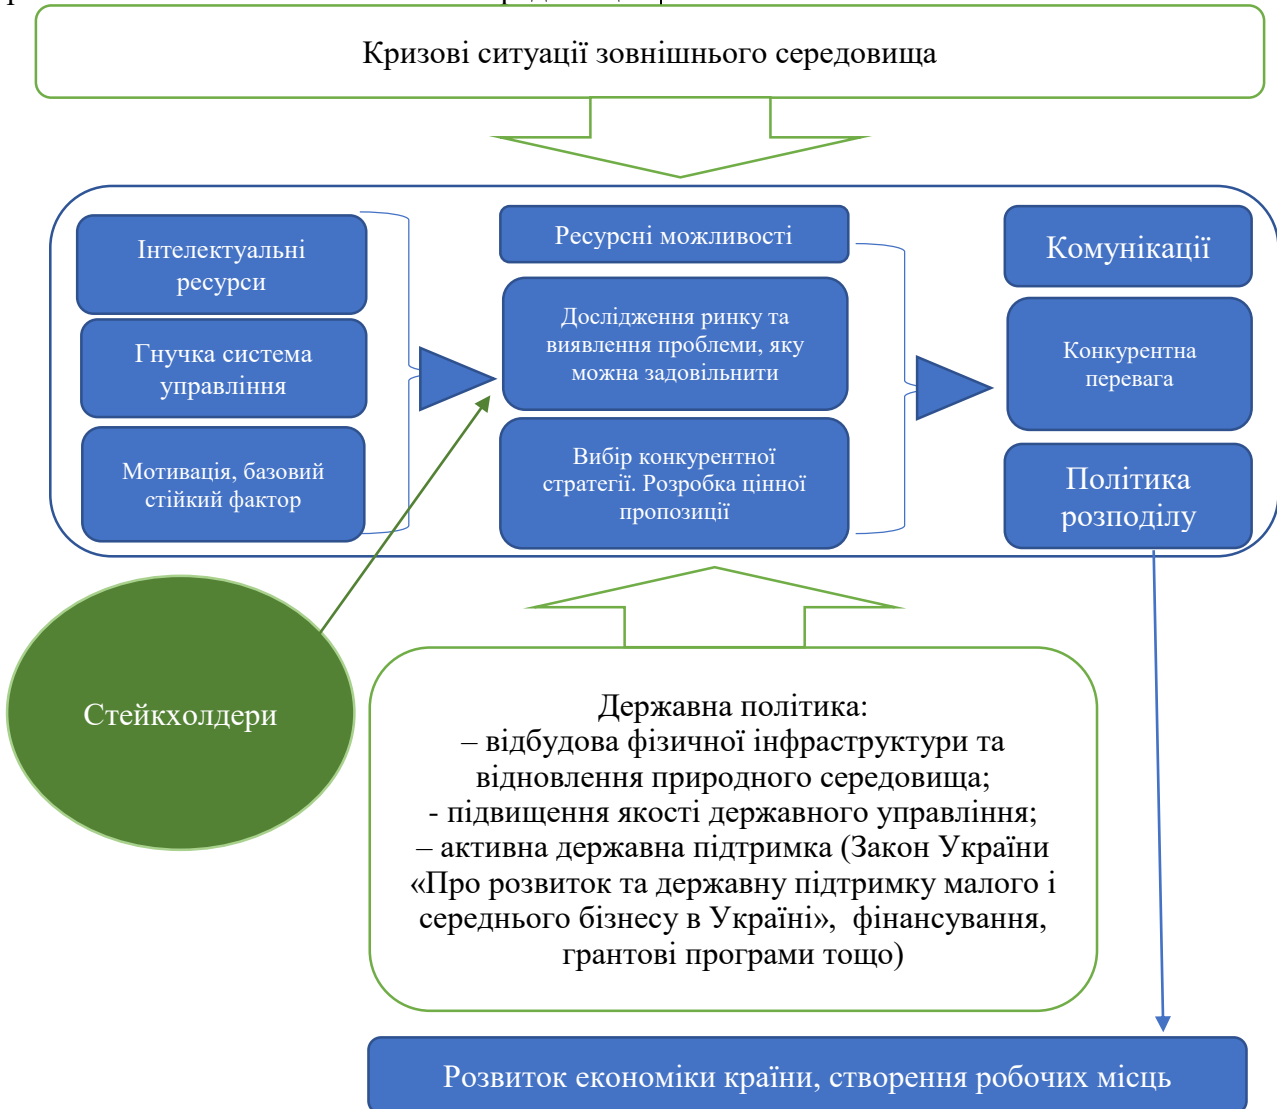 Кризові ситуації зовнішнього середовища
Інтелектуальні
ресурси
Гнучка система
управління
Мотивація, базовий
стійкий фактор
Ресурсні можливості
Дослідження ринку та
виявлення проблеми, яку
можна задовільнити
Вибір конкурентної
стратегії. Розробка цінної
пропозиції
Комунікації
Конкурентна
перевага
Політика
розподілу
Стейкхолдери
Державна політика:
– відбудова фізичної інфраструктури та
відновлення природного середовища;
- підвищення якості державного управління;
– активна державна підтримка (Закон України
«Про розвиток та державну підтримку малого і
середнього бізнесу в Україні», фінансування,
грантові програми тощо)
Розвиток економіки країни, створення робочих місць